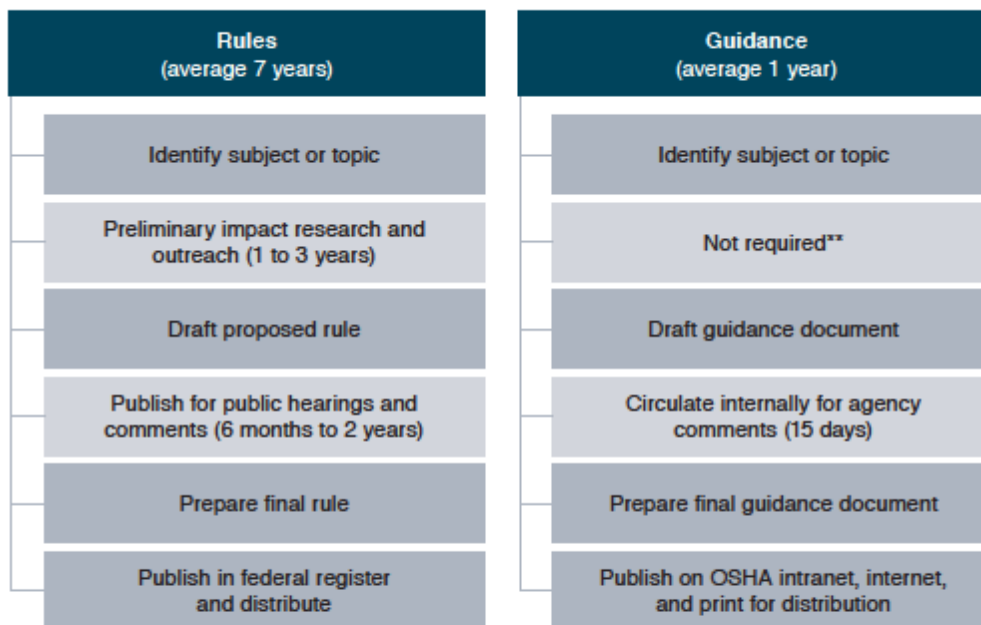 Rules
(average 7 years)
Identify subject or topic
Preliminary impact research and
outreach (1 to 3 years)
Draft proposed rule
Publish for public hearings and
comments (6 months to 2 years)
Prepare final rule
Publish in federal register
and distribute
Guidance
(average 1 year)
Identify subject or topic
Not required**
Draft guidance document
Circulate internally for agency
comments (15 days)
Prepare final guidance document
Publish on OSHA intranet, internet,
and print for distribution